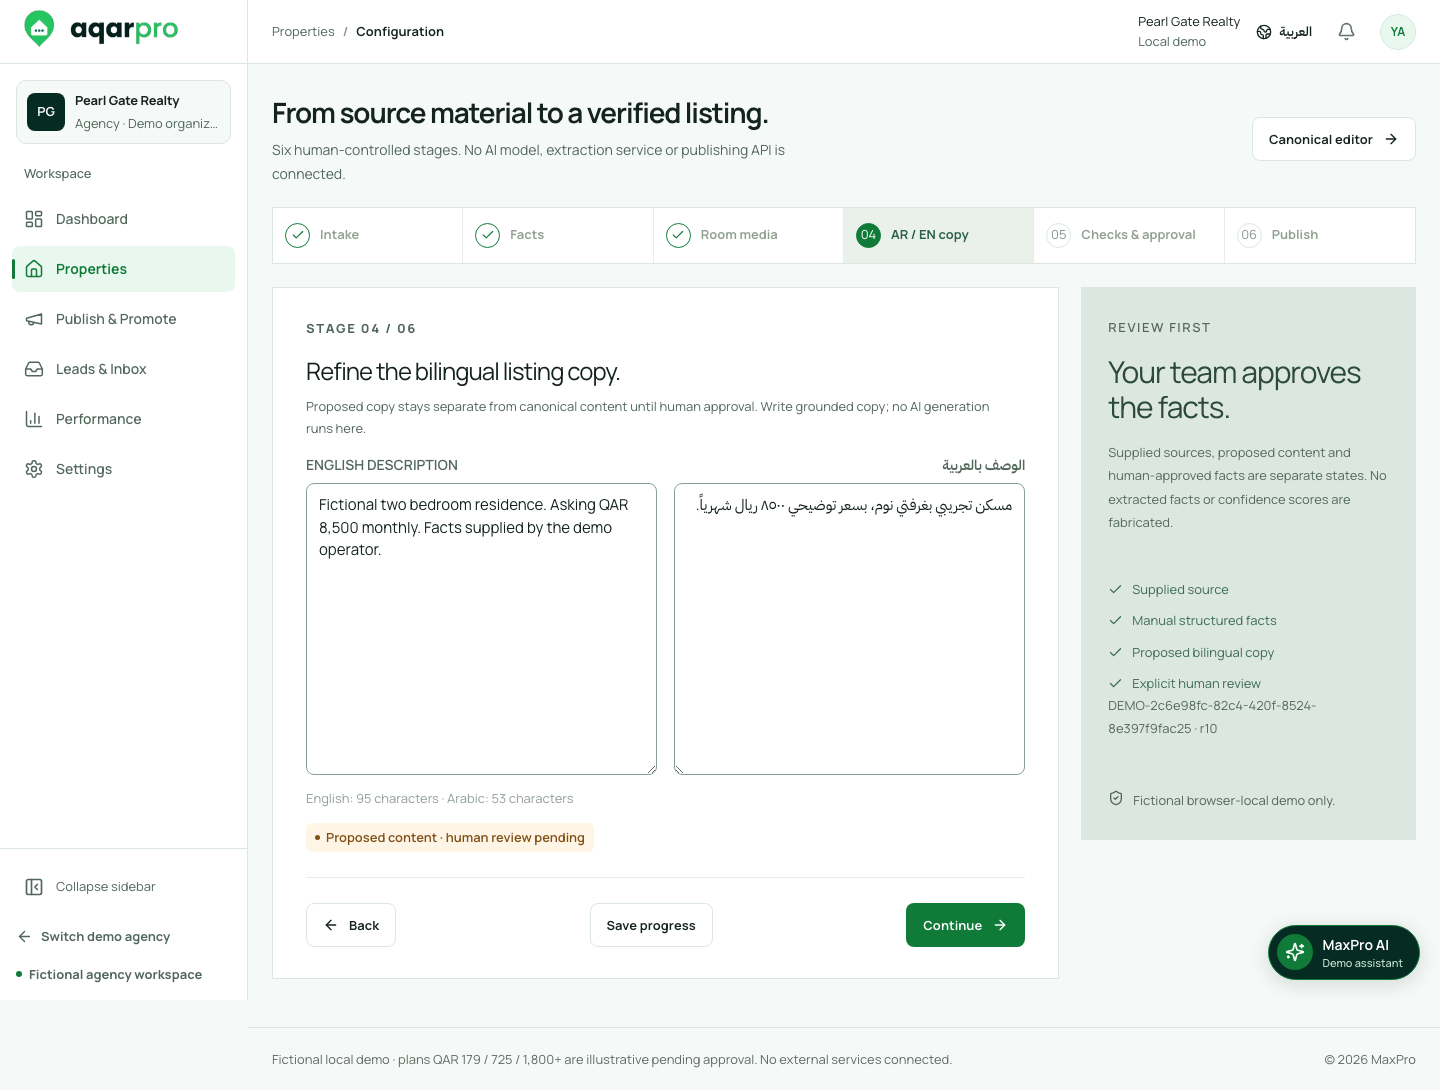 aqarpro
Properties / Configuration
Pearl Gate Realty
Local demo
العربية
YA
PG
Pearl Gate Realty
Agency · Demo organiz...
Workspace
Dashboard
Properties
Publish & Promote
Leads & Inbox
Performance
Settings
Collapse sidebar
Switch demo agency
Fictional agency workspace
From source material to a verified listing.
Six human-controlled stages. No AI model, extraction service or publishing API is
connected.
Canonical editor
Intake
Facts
Room media
04 AR / EN copy
05 Checks & approval
06 Publish
STAGE 04 / 06
Refine the bilingual listing copy.
Proposed copy stays separate from canonical content until human approval. Write grounded copy; no AI generation
runs here.
ENGLISH DESCRIPTION
Fictional two bedroom residence. Asking QAR
8,500 monthly. Facts supplied by the demo
operator.
الوصف بالعربية
مسكن تجريبي بغرفتي نوم، بسعر توضيحي ٨٥٠٠ ريال شهرياً.
English: 95 characters · Arabic: 53 characters
Proposed content · human review pending
Back
Save progress
Continue
REVIEW FIRST
Your team approves
the facts.
Supplied sources, proposed content and
human-approved facts are separate states. No
extracted facts or confidence scores are
fabricated.
Supplied source
Manual structured facts
Proposed bilingual copy
Explicit human review
DEMO-2c6e98fc-82c4-420f-8524-
8e397f9fac25 · r10
Fictional browser-local demo only.
MaxPro AI
Demo assistant
Fictional local demo · plans QAR 179 / 725 / 1,800+ are illustrative pending approval. No external services connected.
© 2026 MaxPro